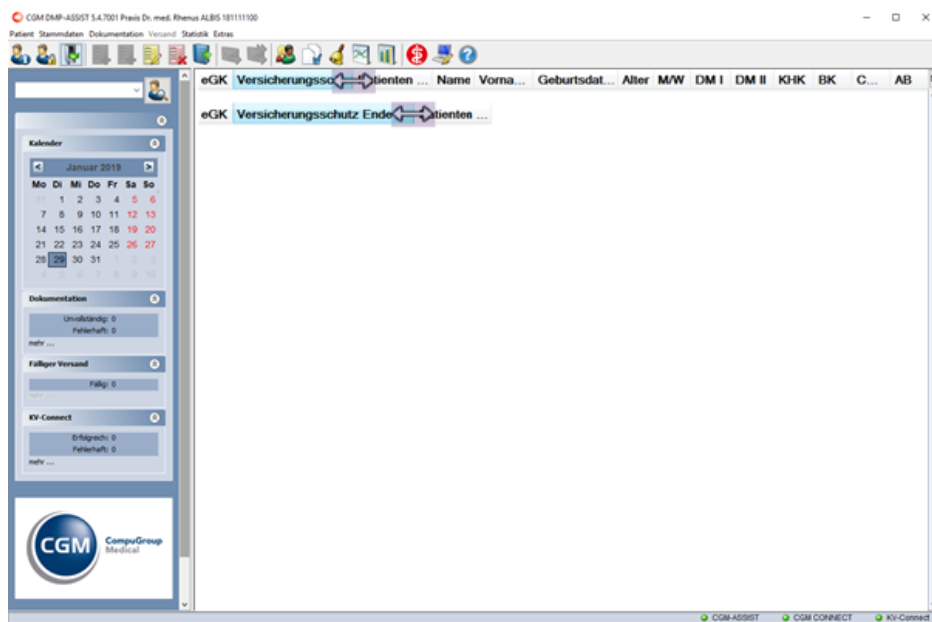 CGM DMP-ASSIST 5.4.7001 Praxis Dr. med. Rhenus ALBIS 181111100
Patient Stammdaten Dokumentation Versand Statistik Extras
eGK Versicherungssc tienten ... Name Vorna... Geburtsdat... Alter M/W DM I DM II KHK BK C... AB
eGK Versicherungsschutz Ende tienten ...
Kalender
Januar 2019
Mo Di Mi Do Fr Sa So
31 1 2 3 4 5 6
7 8 9 10 11 12 13
14 15 16 17 18 19 20
21 22 23 24 25 26 27
28 29 30 31 1 2 3
4 5 6 7 8 9 10
Dokumentation
Unvollständig: 0
Fehlerhaft: 0
mehr ...
Fälliger Versand
Fällig: 0
mehr ...
KV-Connect
Erfolgreich: 0
Fehlerhaft: 0
mehr ...
CGM CompuGroup
Medical
CGM-ASSIST CGM CONNECT KV-Connect